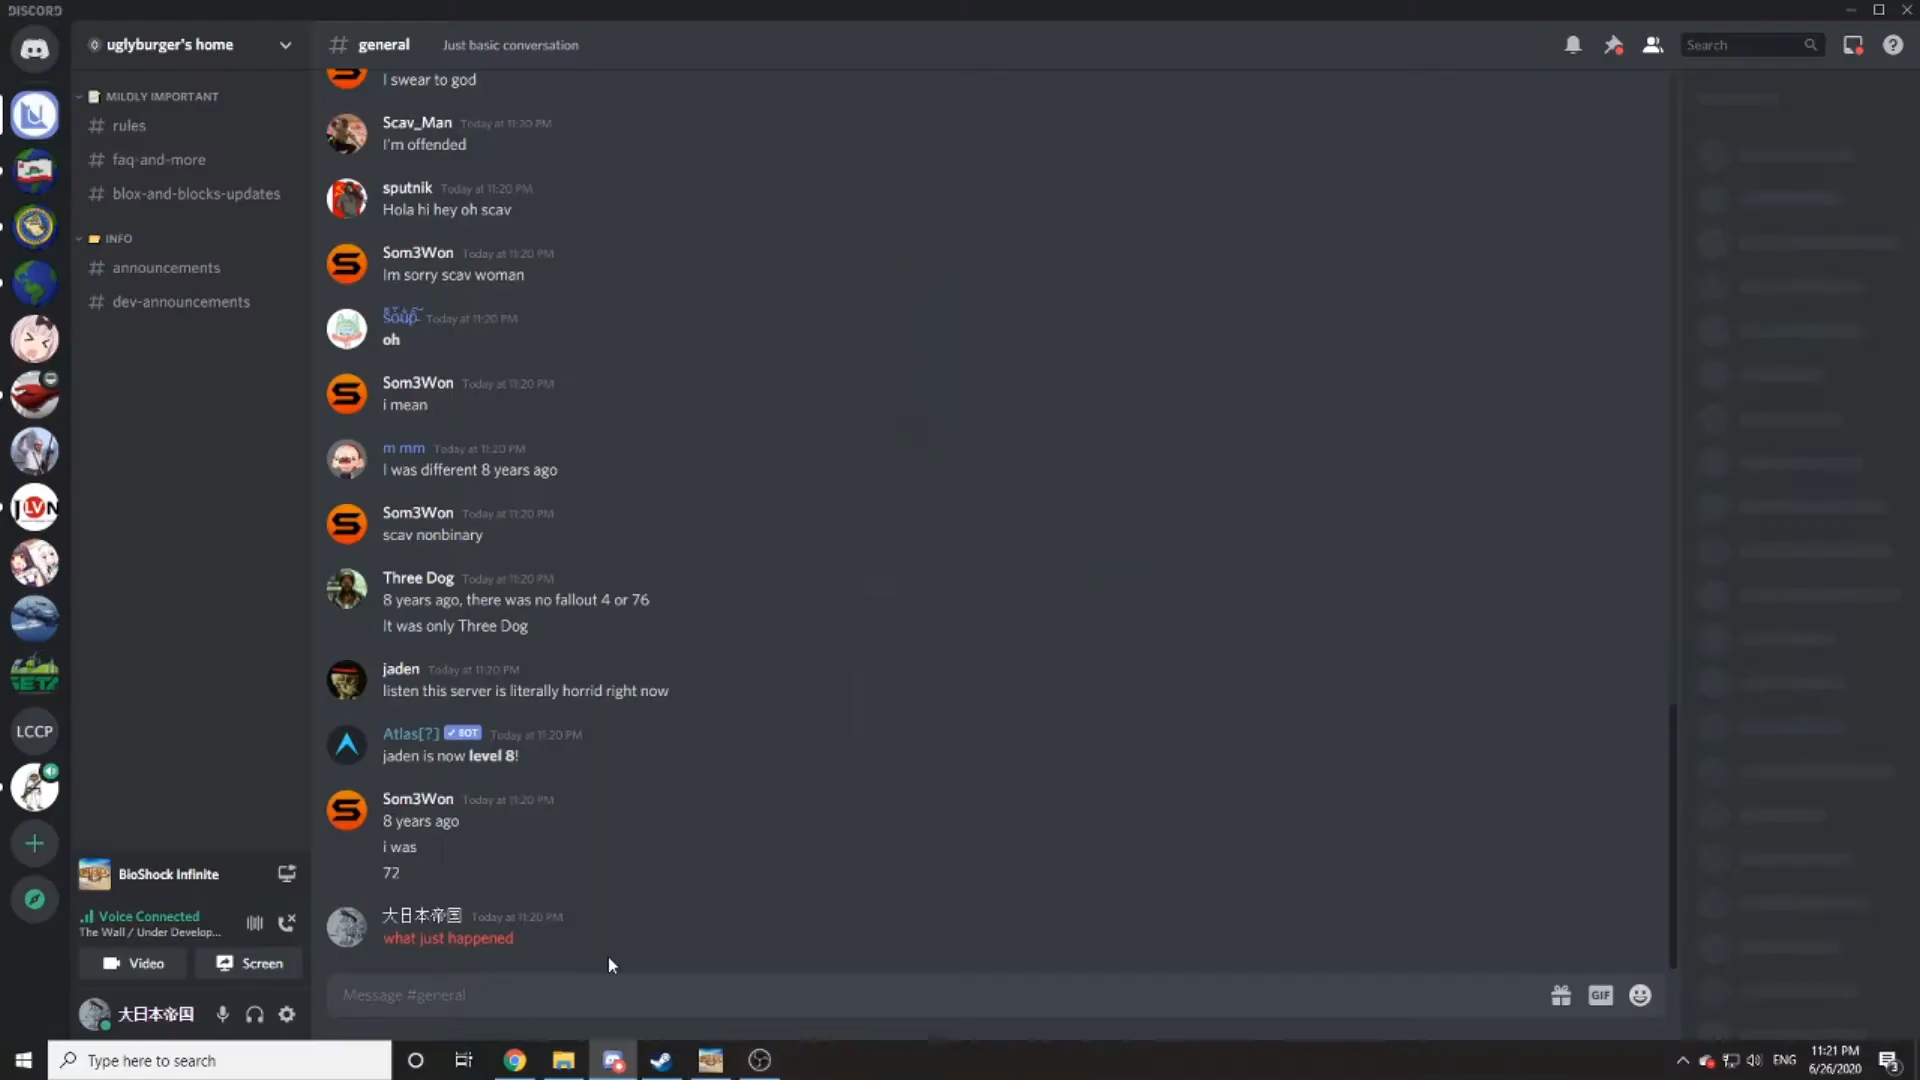 DISCORD
uglyburger's home
general
Just basic conversation
Search
MILDLY IMPORTANT
rules
faq-and-more
blox-and-blocks-updates
INFO
announcements
dev-announcements
I swear to god
Scav_Man Today at 11:20 PM
I'm offended
sputnik Today at 11:20 PM
Hola hi hey oh scav
Som3Won Today at 11:20 PM
Im sorry scav woman
soup Today at 11:20 PM
oh
Som3Won Today at 11:20 PM
i mean
m mm Today at 11:20 PM
I was different 8 years ago
Som3Won Today at 11:20 PM
scav nonbinary
Three Dog Today at 11:20 PM
8 years ago, there was no fallout 4 or 76
It was only Three Dog
jaden Today at 11:20 PM
listen this server is literally horrid right now
Atlas[?] BOT Today at 11:20 PM
jaden is now level 8!
Som3Won Today at 11:20 PM
8 years ago
i was
72
大日本帝国 Today at 11:20 PM
what just happened
Message #general
GIF
LCCP
BioShock Infinite
Voice Connected
The Wall / Under Develop...
Video
Screen
大日本帝国
Type here to search
ENG
11:21 PM
6/26/2020
3